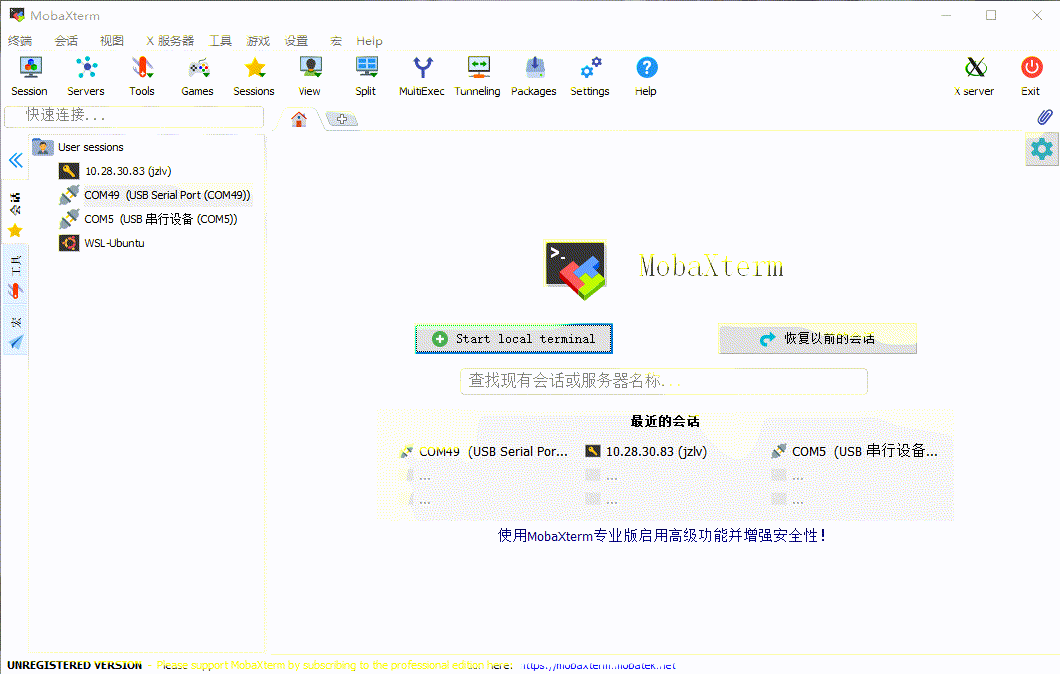 MobaXterm
终端 会话 视图 X 服务器 工具 游戏 设置 宏 Help
Session Servers Tools Games Sessions View Split MultiExec Tunneling Packages Settings Help X server Exit
快速连接...
User sessions
10.28.30.83 (jzlv)
COM49 (USB Serial Port (COM49))
COM5 (USB 串行设备 (COM5))
WSL-Ubuntu
工具
宏
MobaXterm
Start local terminal
恢复以前的会话
查找现有会话或服务器名称...
最近的会话
COM49 (USB Serial Por... 10.28.30.83 (jzlv) COM5 (USB 串行设备...
... ... ...
... ... ...
使用MobaXterm专业版启用高级功能并增强安全性!
UNREGISTERED VERSION - Please support MobaXterm by subscribing to the professional edition here: https://mobaxterm.mobatek.net